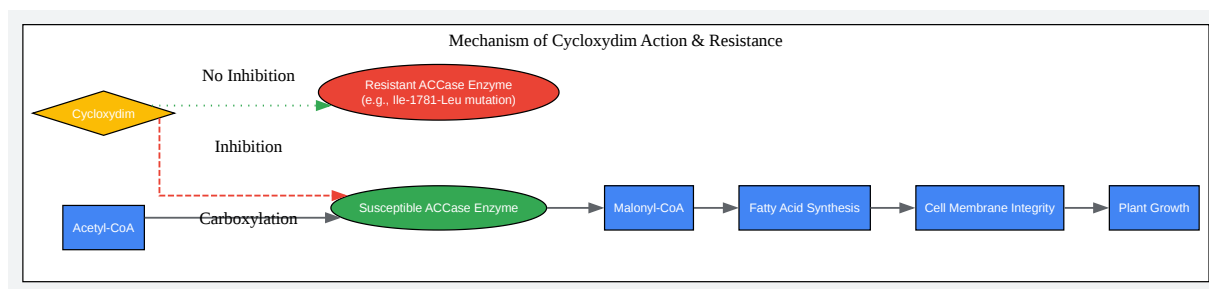 Mechanism of Cycloxydim Action & Resistance
No Inhibition
Resistant ACCase Enzyme
(e.g., Ile-1781-Leu mutation)
Cycloxydim
Inhibition
Acetyl-CoA
Carboxylation
Susceptible ACCase Enzyme
Malonyl-CoA
Fatty Acid Synthesis
Cell Membrane Integrity
Plant Growth